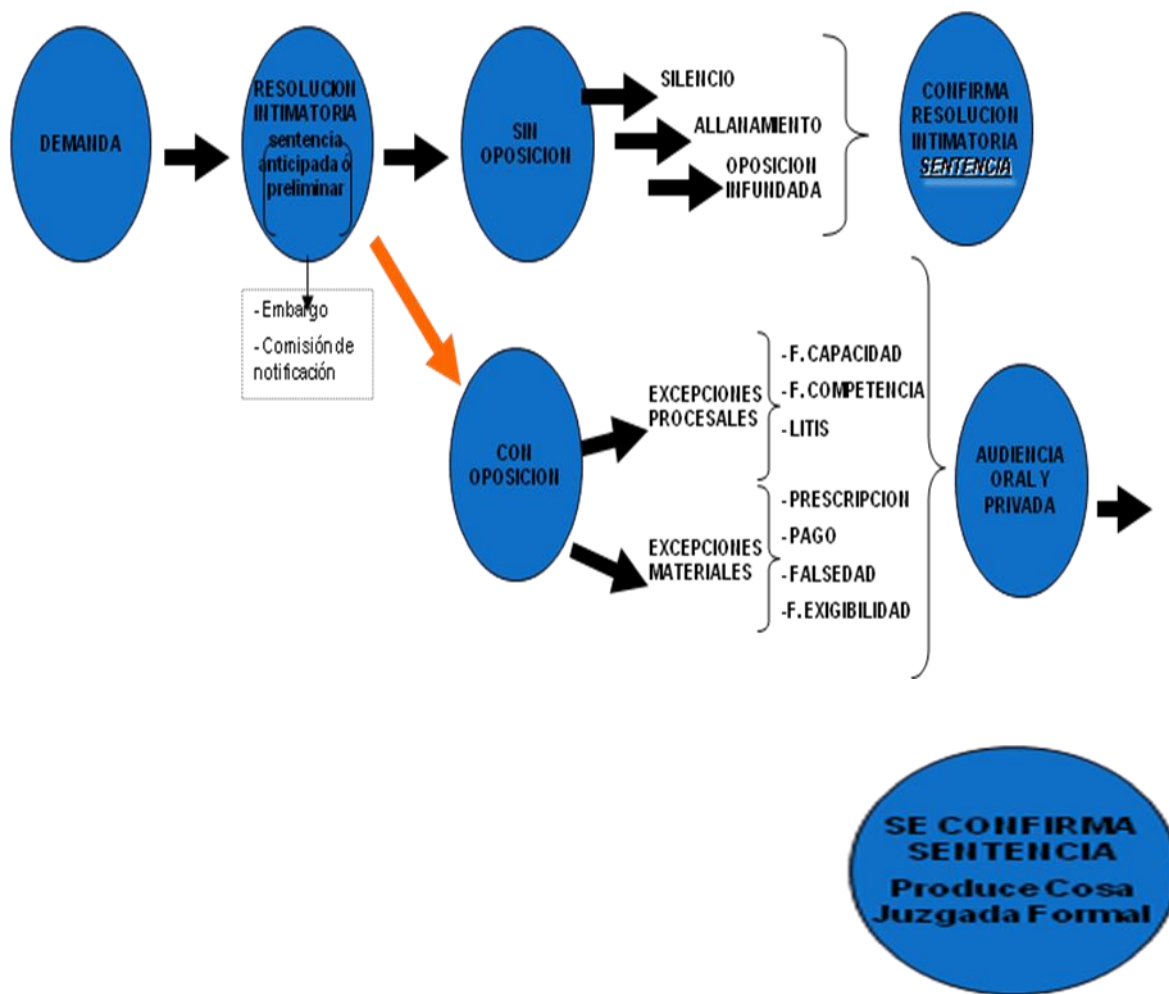 DEMANDA
RESOLUCION
INTIMATORIA
sentencia
anticipada ó
preliminar
- Embargo
- Comisión de
notificación
SIN
OPOSICION
SILENCIO
ALLANAMIENTO
OPOSICION
INFUNDADA
CONFIRMA
RESOLUCION
INTIMATORIA
SENTENCIA
CON
OPOSICION
EXCEPCIONES
PROCESALES
-F. CAPACIDAD
-F. COMPETENCIA
-LITIS
EXCEPCIONES
MATERIALES
-PRESCRIPCION
-PAGO
-FALSEDAD
-F. EXIGIBILIDAD
AUDIENCIA
ORAL Y
PRIVADA
SE CONFIRMA
SENTENCIA
Produce Cosa
Juzgada Formal